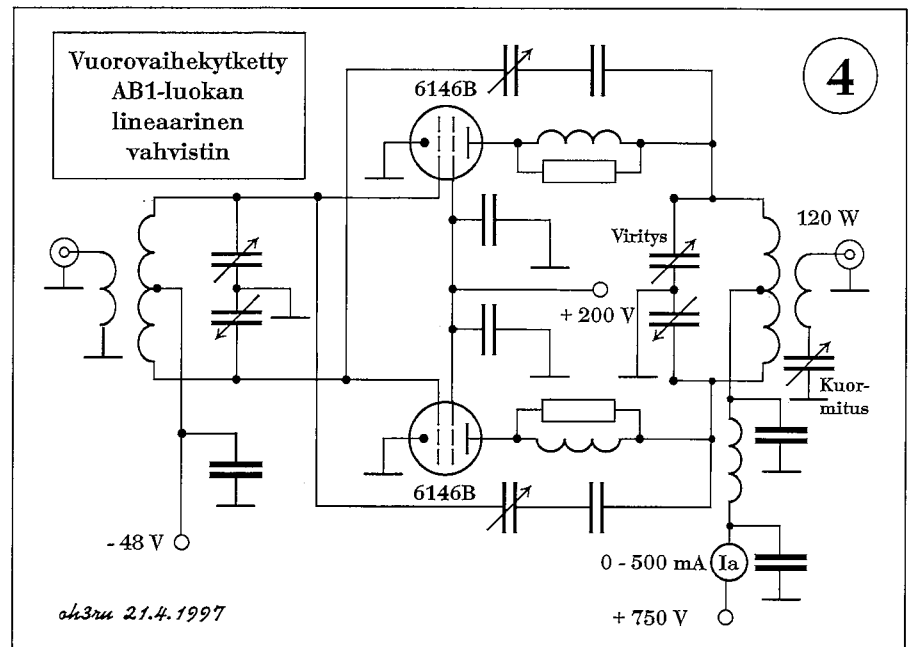 Vuorovaihekytketty
AB1-luokan
lineaarinen
vahvistin
4
6146B
120 W
Viritys
+ 200 V
Kuor-
mitus
6146B
- 48 V
0 - 500 mA
Ia
+ 750 V
oh3ru 21.4.1997